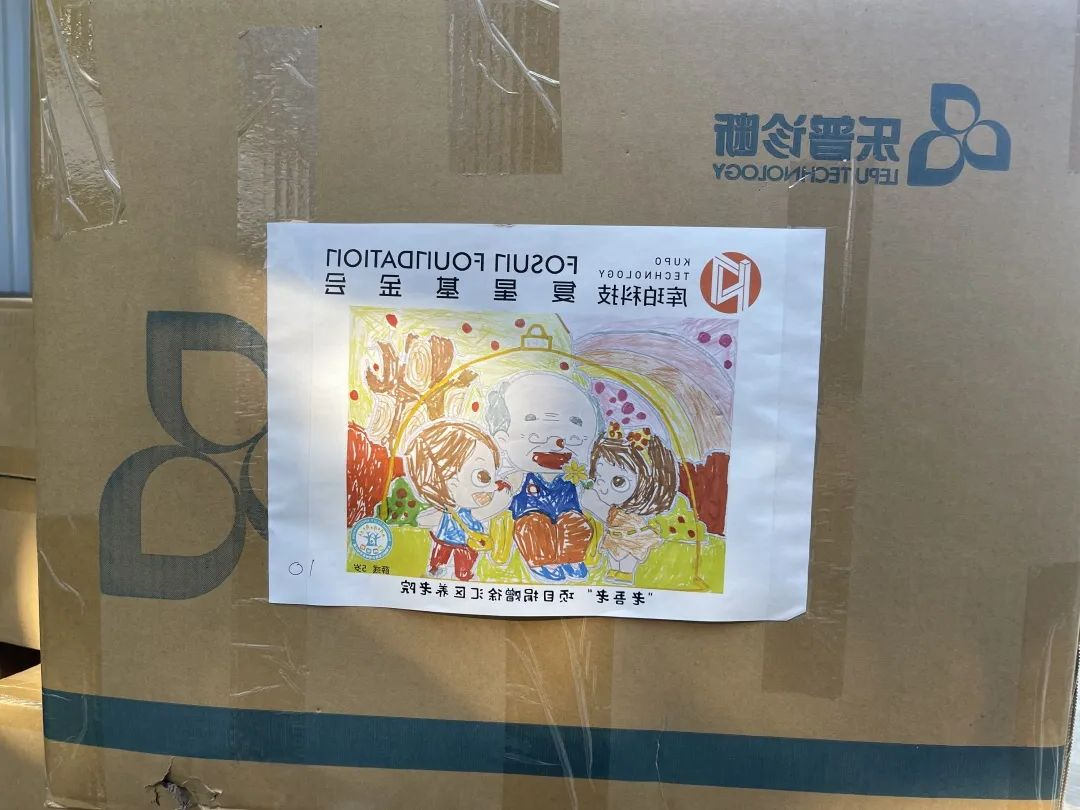 乐普诊断
LEPU TECHNOLOGY
KUPO
TECHNOLOGY
库珀科技
FOSUN FOUNDATION
复星基金会
5岁
"老吾老" 项目捐赠徐汇区养老院
10